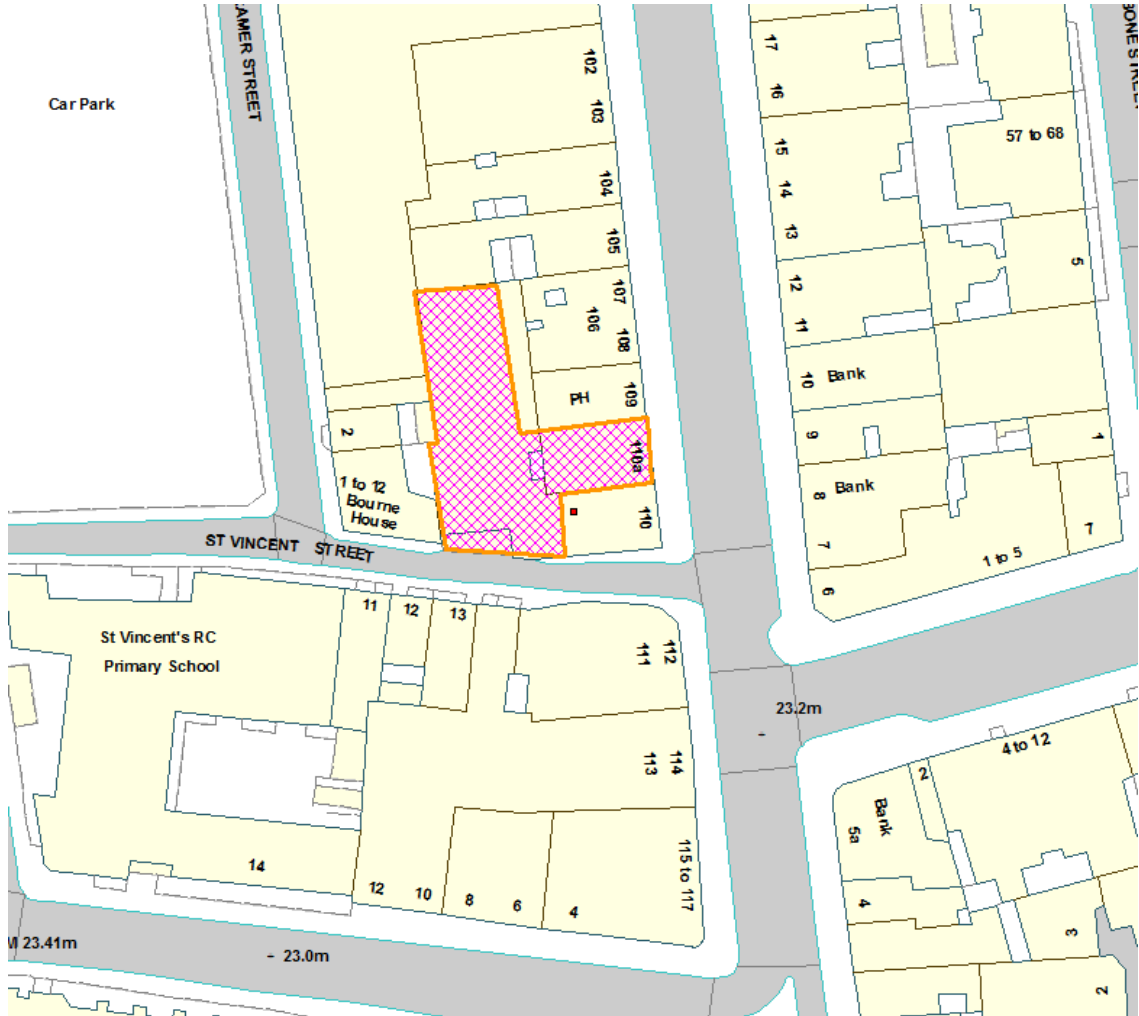 AMER STREET
BONE STREET
Car Park
102
103
104
105
107
106
108
PH
109
110a
110
17
16
15
14
13
12
11
10
Bank
9
8
Bank
7
6
57 to 68
5
1
7
1 to 5
2
1 to 12
Bourne
House
ST VINCENT STREET
11
12
13
St Vincent's RC
Primary School
111
112
113
114
115 to 117
14
12
10
8
6
4
23.41m
23.0m
23.2m
4 to 12
2
Bank
5a
4
3
2